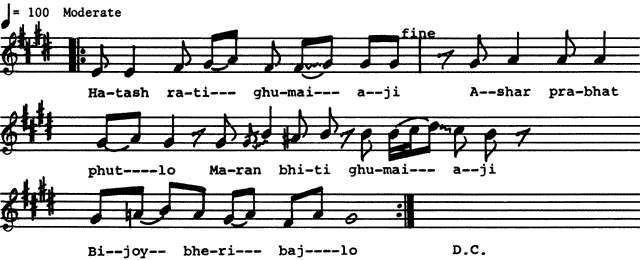 = 100 Moderate
fine
Ha-tash ra-ti--- ghu-mai--- a--ji A--shar pra-bhat
phut----lo Ma-ran bhi-ti ghu-mai--- a--ji
Bi--joy-- bhe-ri--- baj----lo D.C.